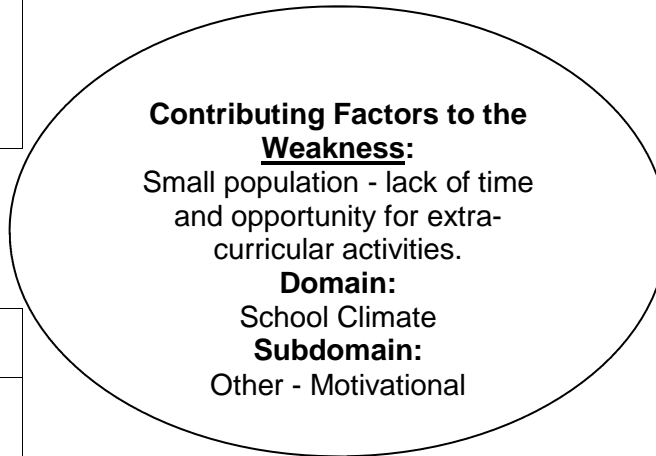 Contributing Factors to the
Weakness:
Small population - lack of time
and opportunity for extra-
curricular activities.
Domain:
School Climate
Subdomain:
Other - Motivational